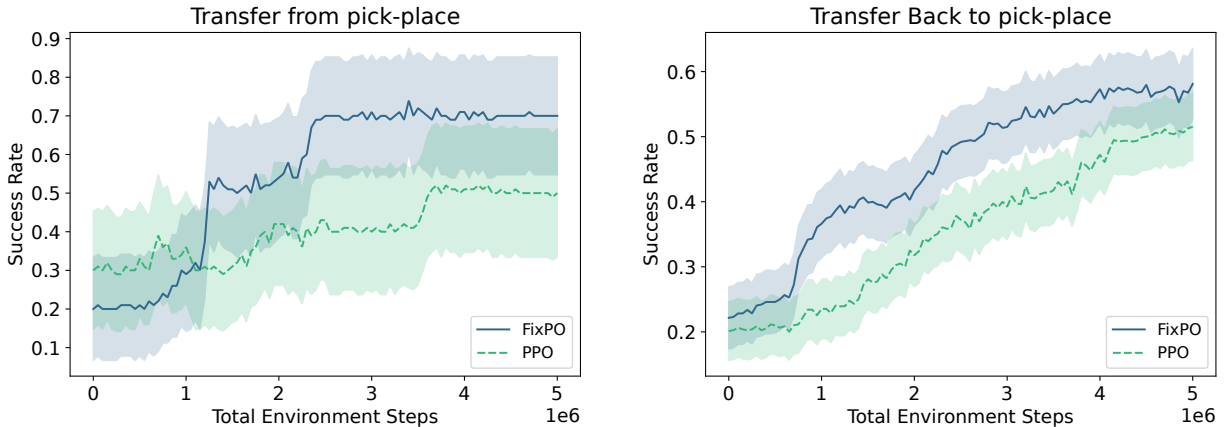 Transfer from pick-place
Success Rate
0.9
0.8
0.7
0.6
0.5
0.4
0.3
0.2
0.1
FixPO
PPO
0 1 2 3 4 5
1e6
Total Environment Steps
Transfer Back to pick-place
Success Rate
0.6
0.5
0.4
0.3
0.2
FixPO
PPO
0 1 2 3 4 5
1e6
Total Environment Steps